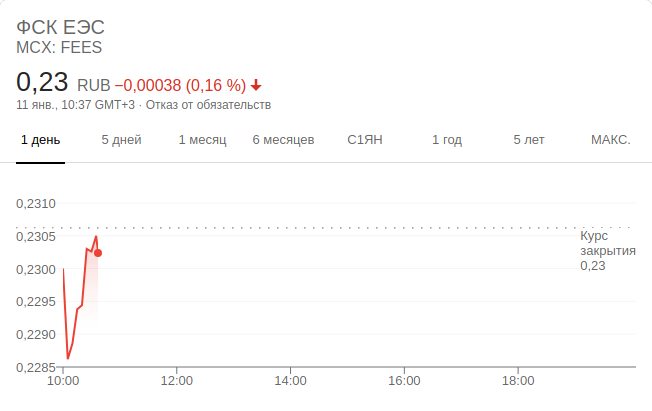 ФСК ЕЭС
MCX: FEES
0,23 RUB −0,00038 (0,16 %)
11 янв., 10:37 GMT+3 · Отказ от обязательств
1 день 5 дней 1 месяц 6 месяцев С1ЯН 1 год 5 лет МАКС.
0,2310
0,2305
Курс
закрытия
0,23
0,2300
0,2295
0,2290
0,2285
10:00 12:00 14:00 16:00 18:00